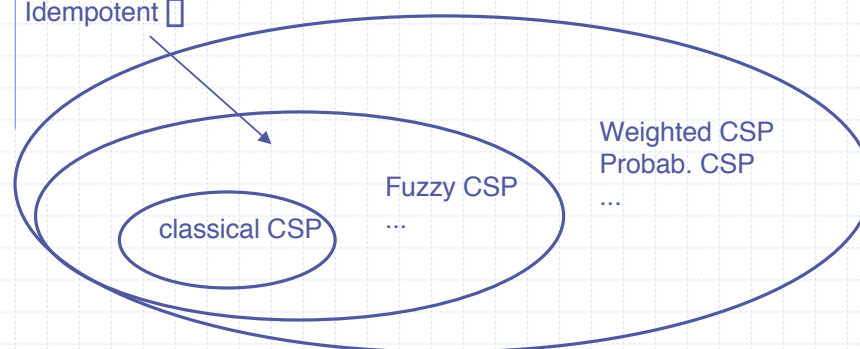 Idempotent
Weighted CSP
Probab. CSP
...
Fuzzy CSP
...
classical CSP